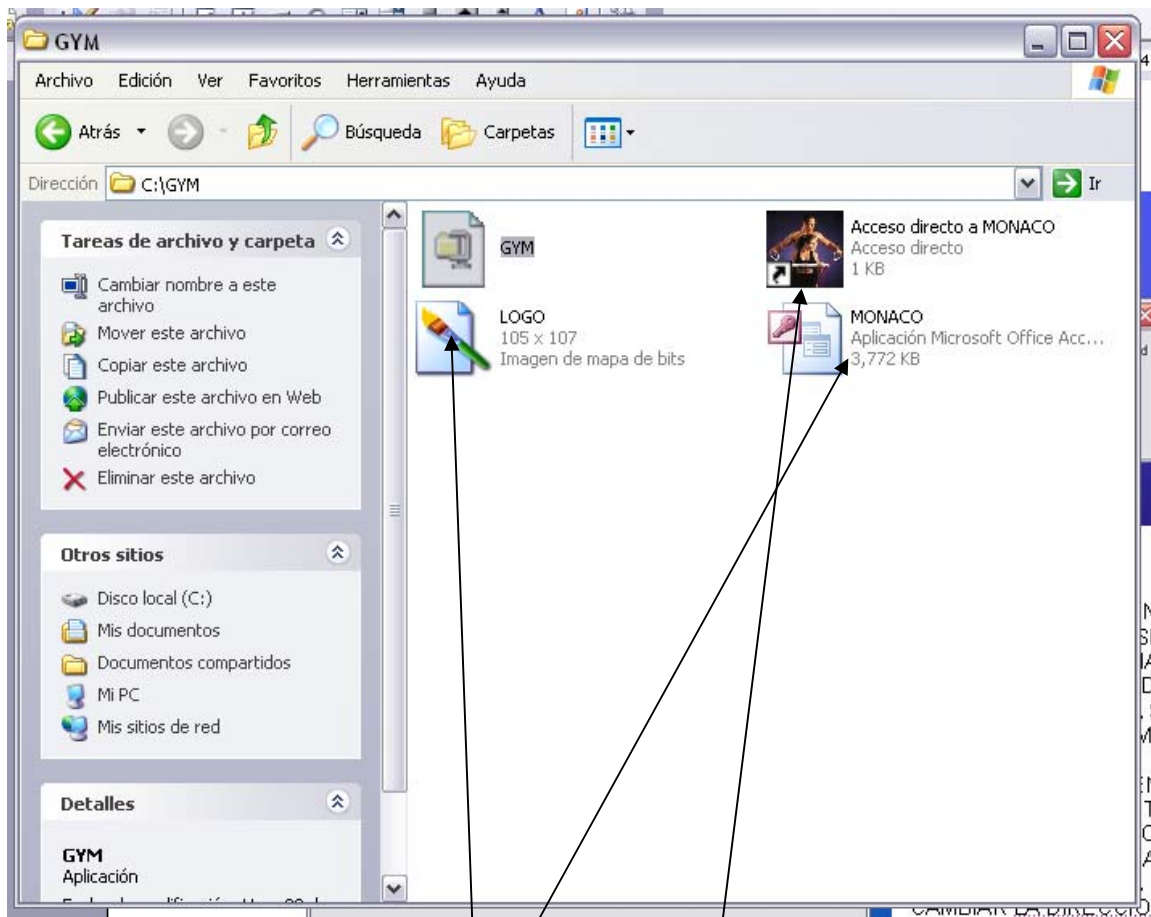 GYM
Archivo Edición Ver Favoritos Herramientas Ayuda
Atrás Búsqueda Carpetas
Dirección C:\GYM Ir
Tareas de archivo y carpeta
Cambiar nombre a este
archivo
Mover este archivo
Copiar este archivo
Publicar este archivo en Web
Enviar este archivo por correo
electrónico
Eliminar este archivo
Otros sitios
Disco local (C:)
Mis documentos
Documentos compartidos
Mi PC
Mis sitios de red
Detalles
GYM
Aplicación
GYM
Acceso directo a MONACO
Acceso directo
1 KB
LOGO
105 x 107
Imagen de mapa de bits
MONACO
Aplicación Microsoft Office Acc...
3,772 KB